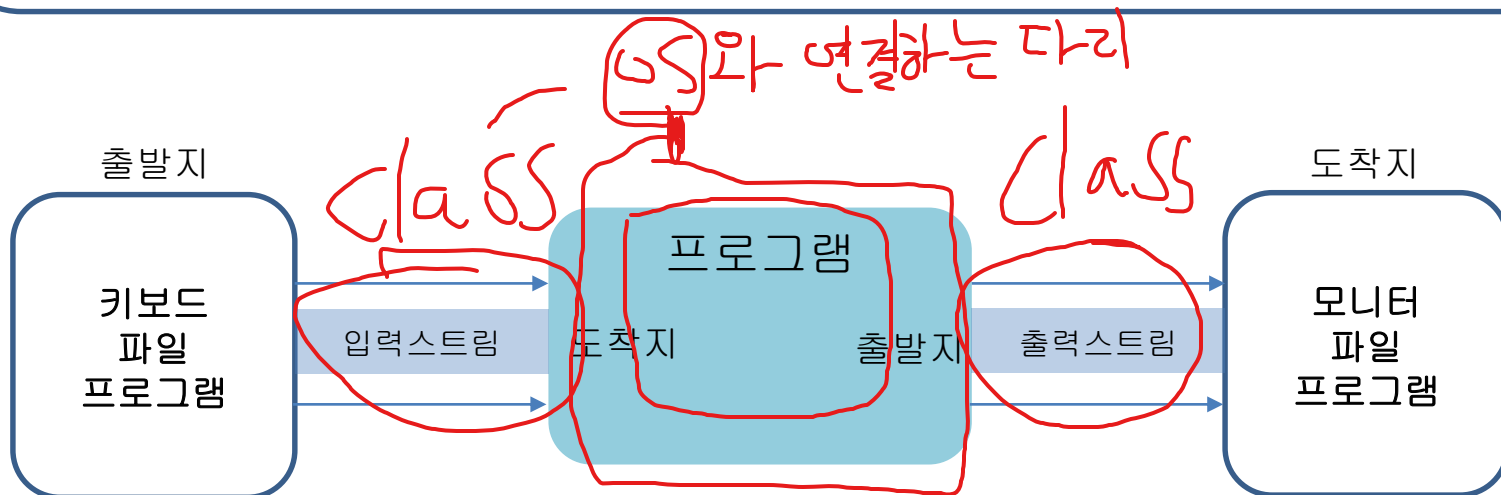 OS와 연결하는 다리
출발지
class
class
도착지
프로그램
키보드
파일
프로그램
입력스트림
도착지
출발지
출력스트림
모니터
파일
프로그램